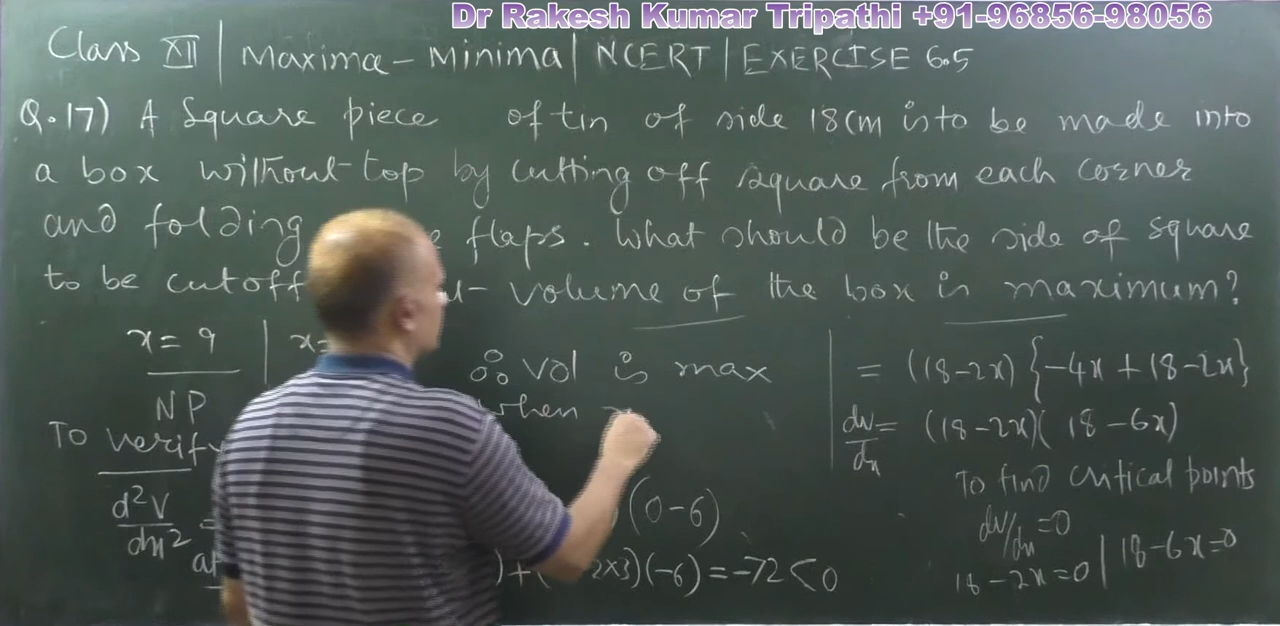 Dr Rakesh Kumar Tripathi +91-96856-98056
Class XII | Maxima - Minima | NCERT | EXERCISE 6.5
Q.17) A Square piece of tin of side 18cm is to be made into
a box without top by cutting off square from each corner
and folding flaps. What should be the side of square
to be cutoff volume of the box is maximum?
x = 9 | x=
NP
To verify
d²V/dx² =
at
∴ vol is max
when x
(0-6)
)+( 2x3)(-6) = -72 < 0
= (18-2x) {-4x + 18-2x}
dv/dx = (18-2x)( 18-6x)
To find critical points
dv/dx = 0
18-2x=0 | 18-6x=0